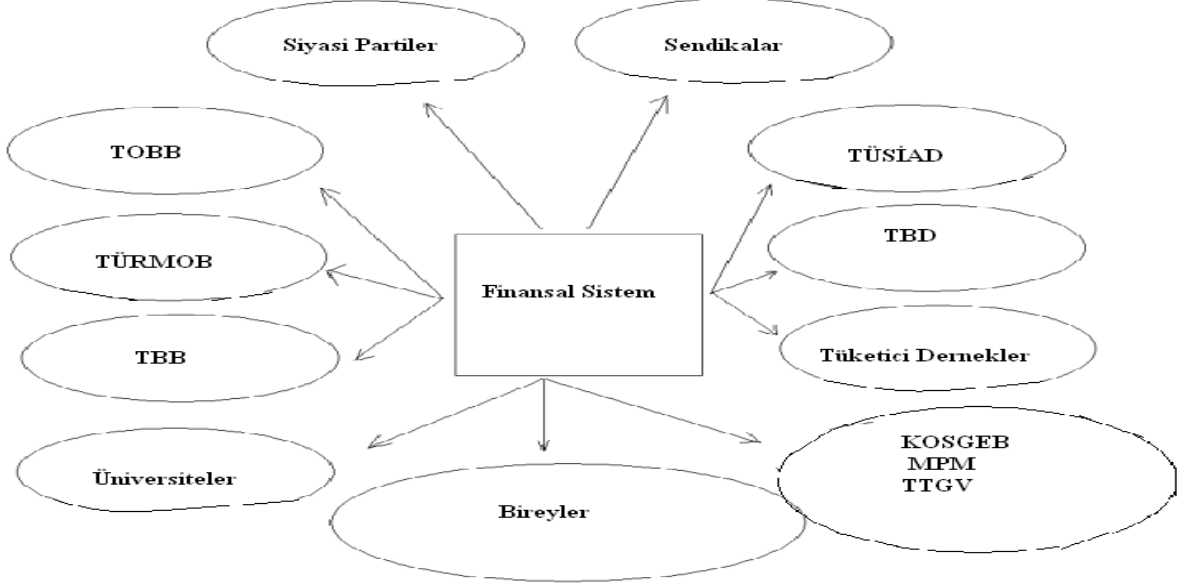 Siyasi Partiler
Sendikalar
TOBB
TÜSİAD
TÜRMOB
TBD
Finansal Sistem
TBB
Tüketici Dernekler
Üniversiteler
Bireyler
KOSGEB
MPM
TTGV